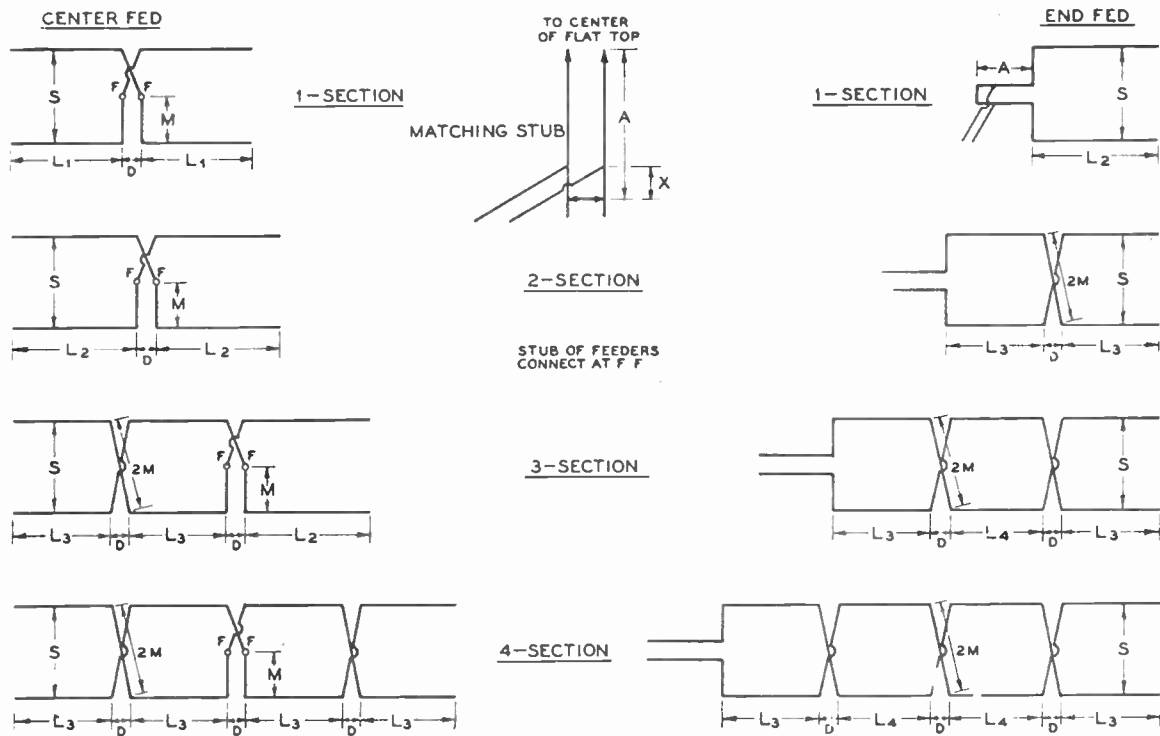 CENTER FED
TO CENTER
OF FLAT TOP
END FED
S
F F
M
L1 D L1
1-SECTION
MATCHING STUB
A
X
1-SECTION
A
S
L2
S
F F
M
L2 D L2
2-SECTION
2M
S
L3 D L3
STUB OF FEEDERS
CONNECT AT F F
S
2M
F F
M
L3 D L3 D L2
3-SECTION
2M
S
L3 D L4 D L3
S
2M
F F
M
L3 D L3 D L3 D L3
4-SECTION
2M
S
L3 D L4 D L4 D L3